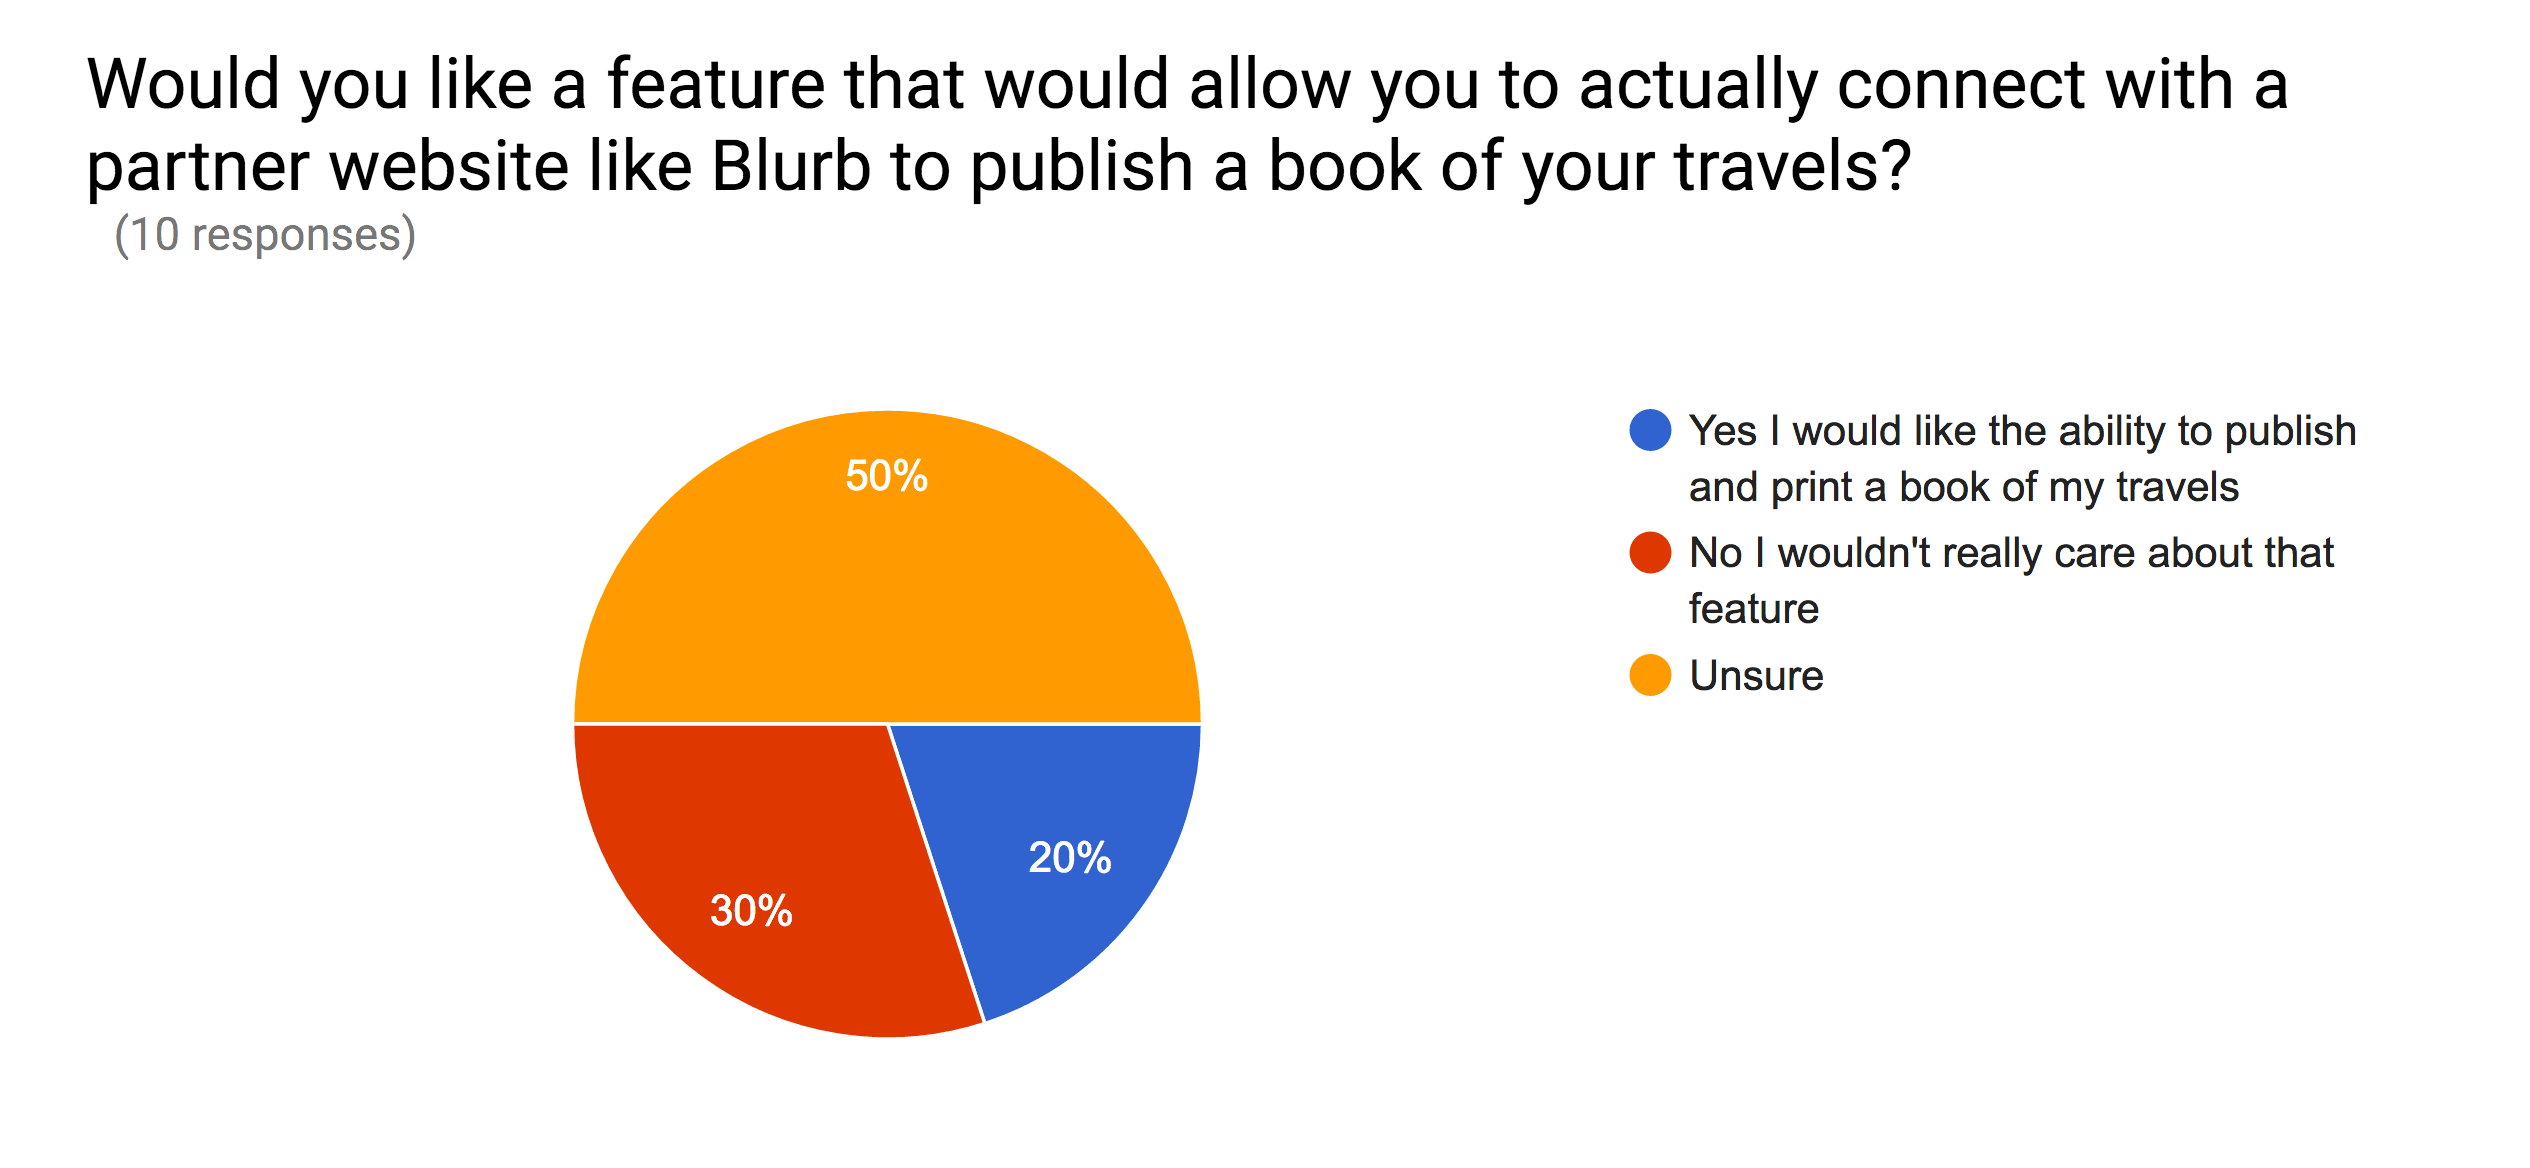 Would you like a feature that would allow you to actually connect with a
partner website like Blurb to publish a book of your travels?
(10 responses)
50%
20%
30%
Yes I would like the ability to publish
and print a book of my travels
No I wouldn't really care about that
feature
Unsure